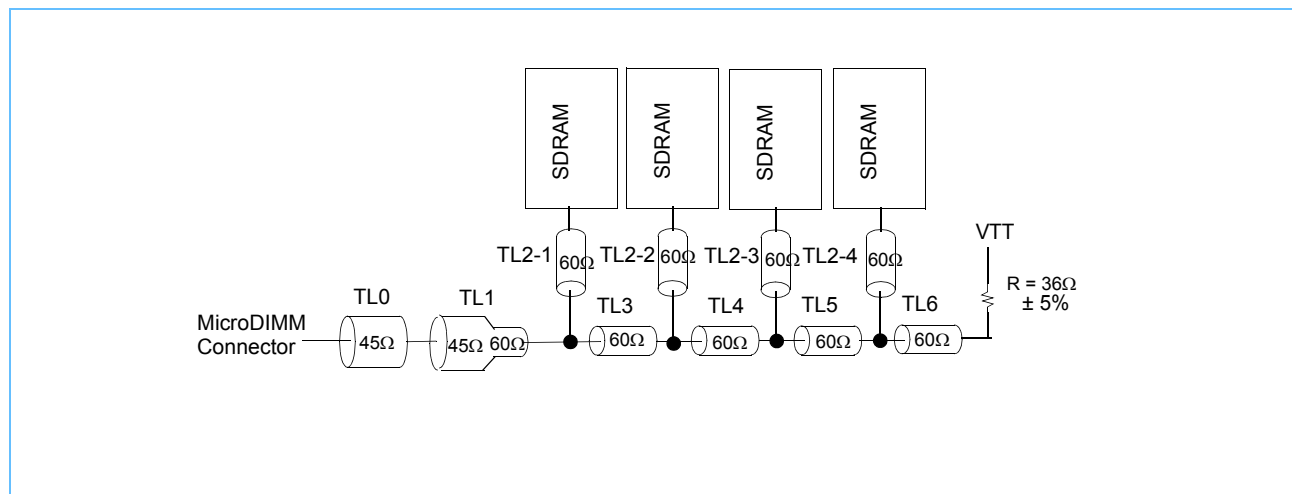 SDRAM
SDRAM
SDRAM
SDRAM
TL2-1
60Ω
TL2-2
60Ω
TL2-3
60Ω
TL2-4
60Ω
VTT
R = 36Ω
± 5%
TL0
TL1
TL3
TL4
TL5
TL6
MicroDIMM
Connector
45Ω
45Ω
60Ω
60Ω
60Ω
60Ω
60Ω